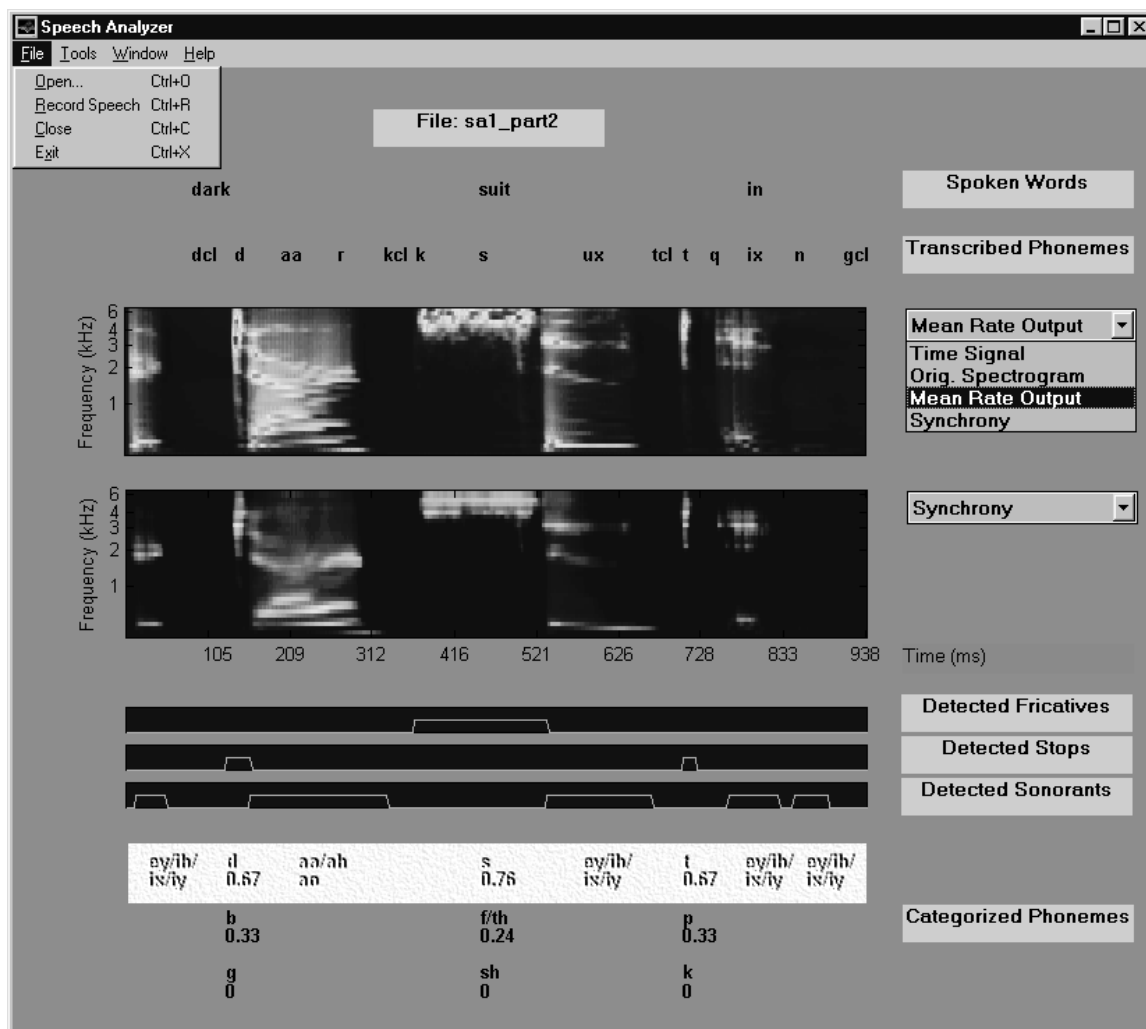 Speech Analyzer
File Tools Window Help
Open... Ctrl+O
Record Speech Ctrl+R
Close Ctrl+C
Exit Ctrl+X
File: sa1_part2
dark suit in Spoken Words
dcl d aa r kcl k s ux tcl t q ix n gcl Transcribed Phonemes
Frequency (kHz)
6
4
3
2
1
Mean Rate Output
Time Signal
Orig. Spectrogram
Mean Rate Output
Synchrony
Frequency (kHz)
6
4
3
2
1
Synchrony
105 209 312 416 521 626 728 833 938 Time (ms)
Detected Fricatives
Detected Stops
Detected Sonorants
ey/ih/ d aa/ah s ey/ih/ t ey/ih/ ey/ih/
ix/iy 0.67 ao 0.76 ix/iy 0.67 ix/iy ix/iy
b f/th p Categorized Phonemes
0.33 0.24 0.33
g sh k
0 0 0